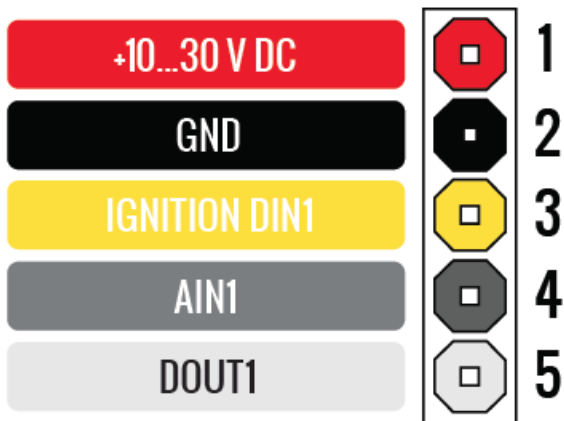 +10...30 V DC 1
GND 2
IGNITION DIN1 3
AIN1 4
DOUT1 5